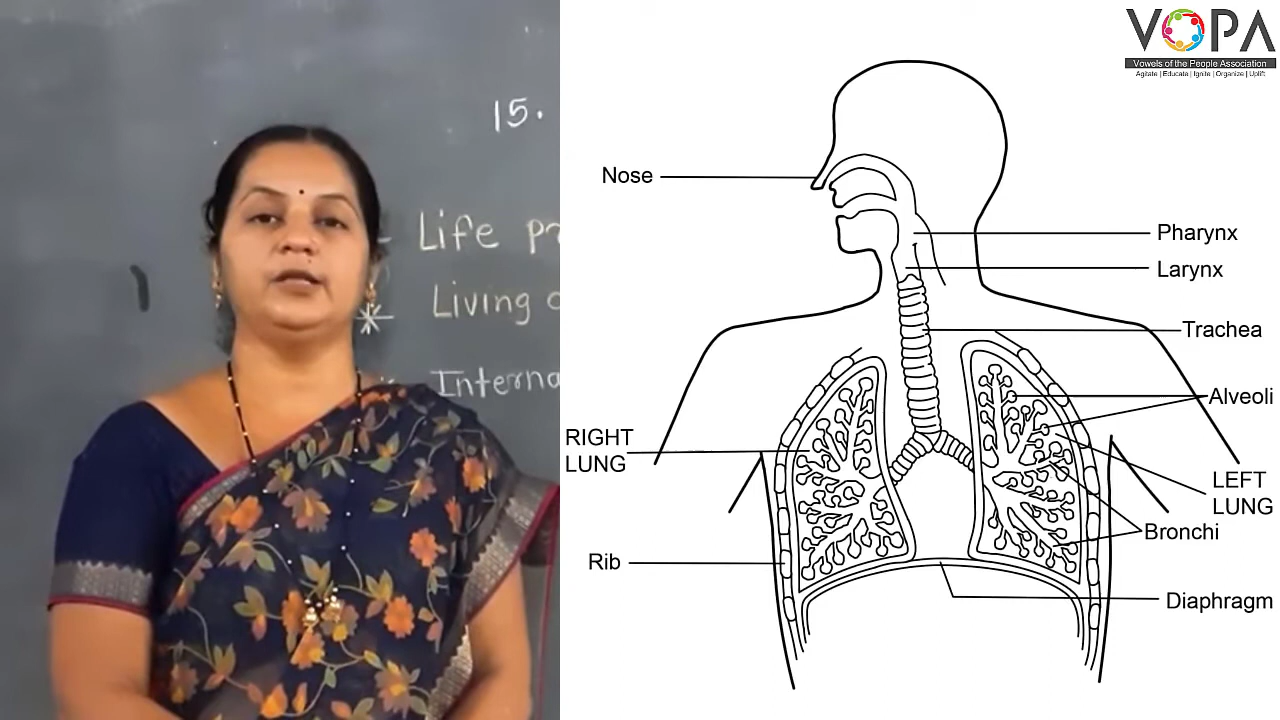 15.
Life
Living
VOPA
Vowels of the People Association
Agitate | Educate | Ignite | Organize | Uplift
Nose
Pharynx
Larynx
Trachea
Alveoli
RIGHT
LUNG
LEFT
LUNG
Bronchi
Rib
Diaphragm